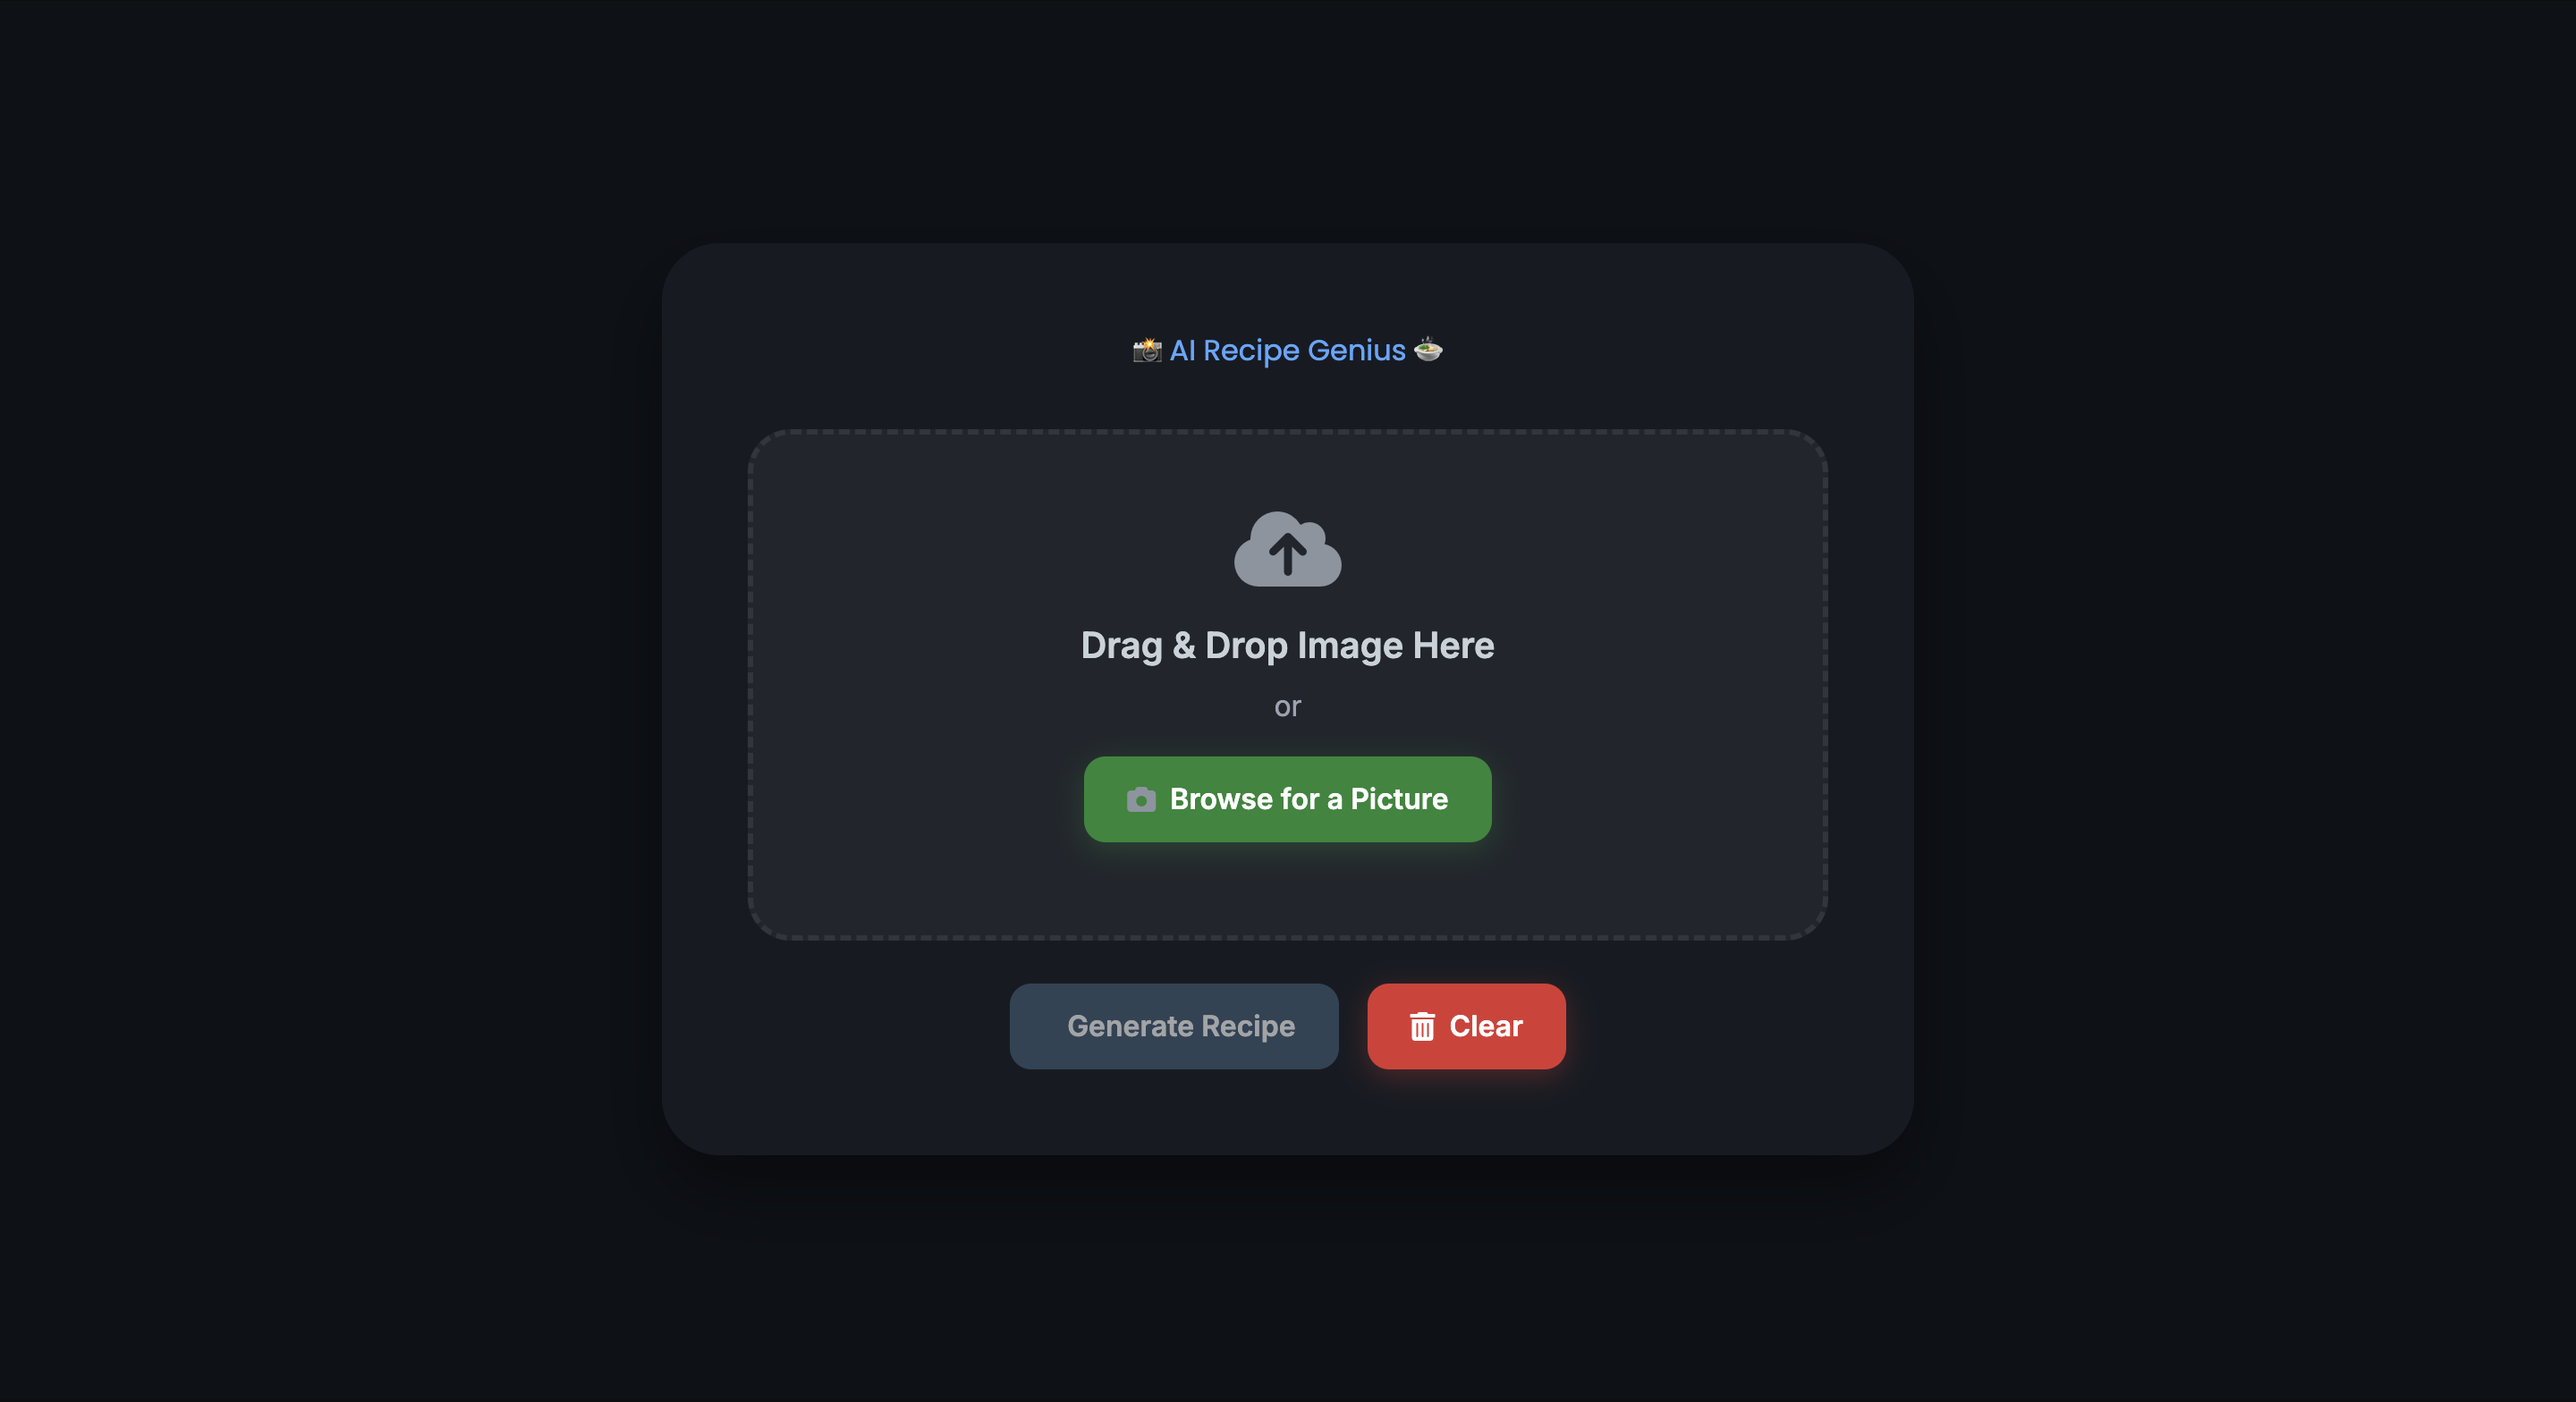 📸 AI Recipe Genius 🍲
Drag & Drop Image Here
or
Browse for a Picture
Generate Recipe
Clear